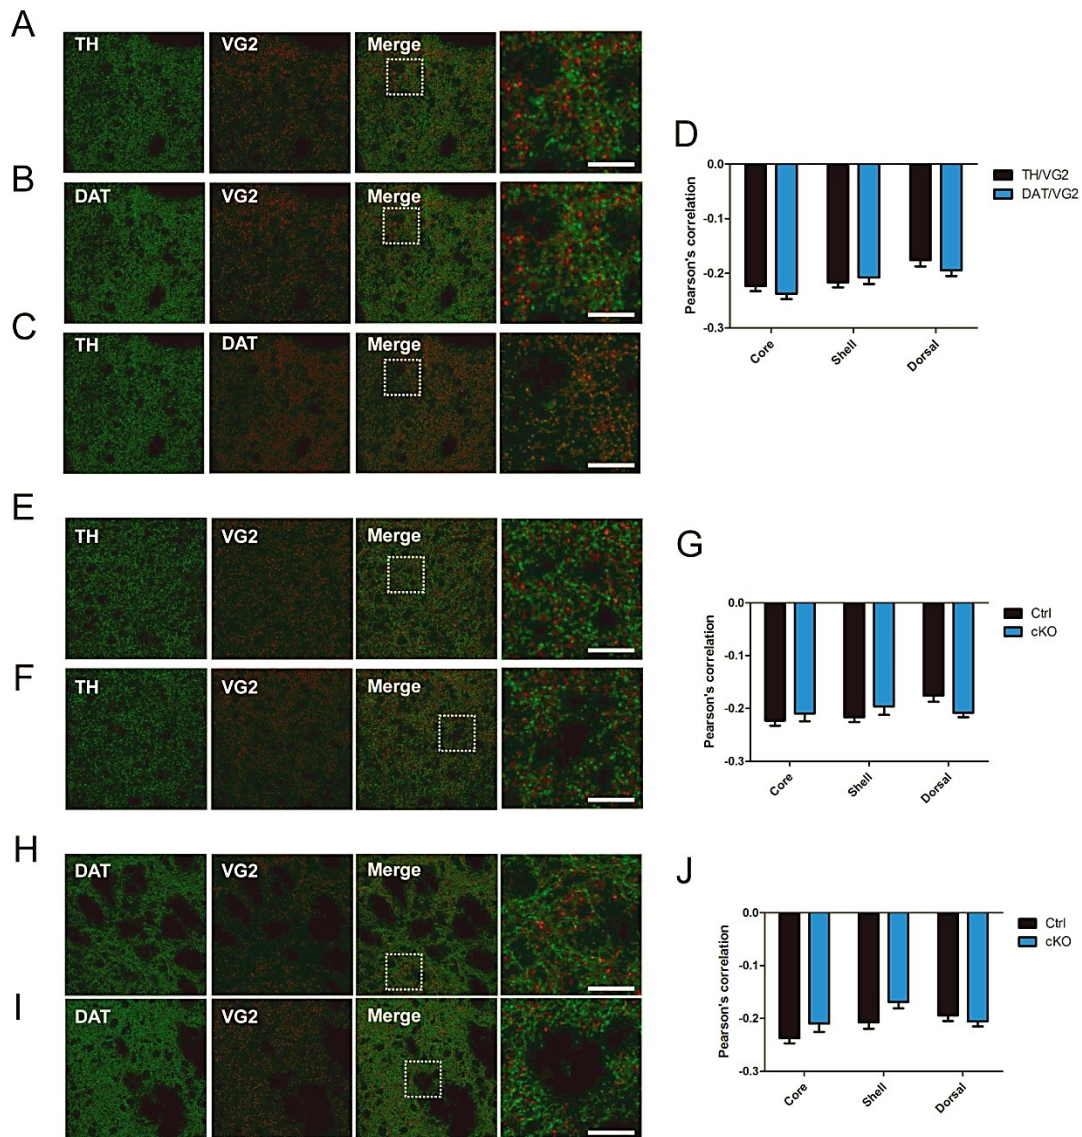 A
TH VG2 Merge
B
DAT VG2 Merge
C
TH DAT Merge
D
0.0
-0.1
-0.2
-0.3
Pearson's correlation
Core Shell Dorsal
TH/VG2
DAT/VG2
E
TH VG2 Merge
F
TH VG2 Merge
G
0.0
-0.1
-0.2
-0.3
Pearson's correlation
Core Shell Dorsal
Ctrl
cKO
H
DAT VG2 Merge
I
DAT VG2 Merge
J
0.0
-0.1
-0.2
-0.3
Pearson's correlation
Core Shell Dorsal
Ctrl
cKO